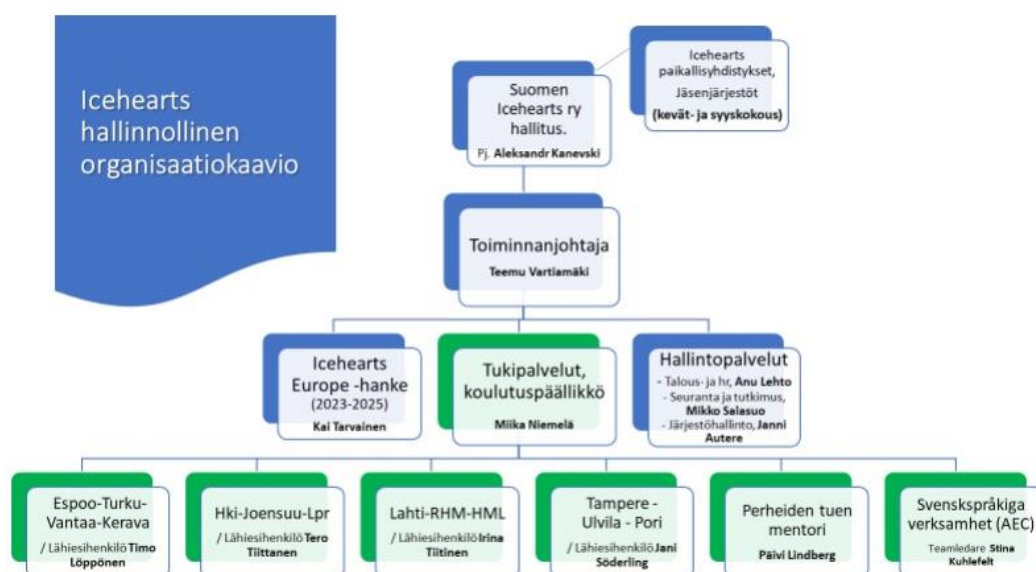 Icehearts
hallinnollinen
organisaatiokaavio
Icehearts
paikallisyhdistykset,
Jäsenjärjestöt
(kevät- ja syyskokous)
Suomen
Icehearts ry
hallitus.
Pj. Aleksandr Kanevski
Toiminnanjohtaja
Teemu Vartiamäki
Icehearts
Europe -hanke
(2023-2025)
Kai Tarvainen
Tukipalvelut,
koulutuspäällikkö
Miika Niemelä
Hallintopalvelut
- Talous- ja hr, Anu Lehto
- Seuranta ja tutkimus,
Mikko Salasuo
- Järjestöhallinto, Janni
Autere
Espoo-Turku-
Vantaa-Kerava
/ Lähiesihenkilö Timo
Löppönen
Hki-Joensuu-Lpr
/ Lähiesihenkilö Tero
Tiittanen
Lahti-RHM-HML
/ Lähiesihenkilö Irina
Tiitinen
Tampere -
Ulvila - Pori
/ Lähiesihenkilö Jani
Söderling
Perheiden tuen
mentori
Päivi Lindberg
Svenskspråkiga
verksamhet (AEC)
Teamledare Stina
Kuhlefelt